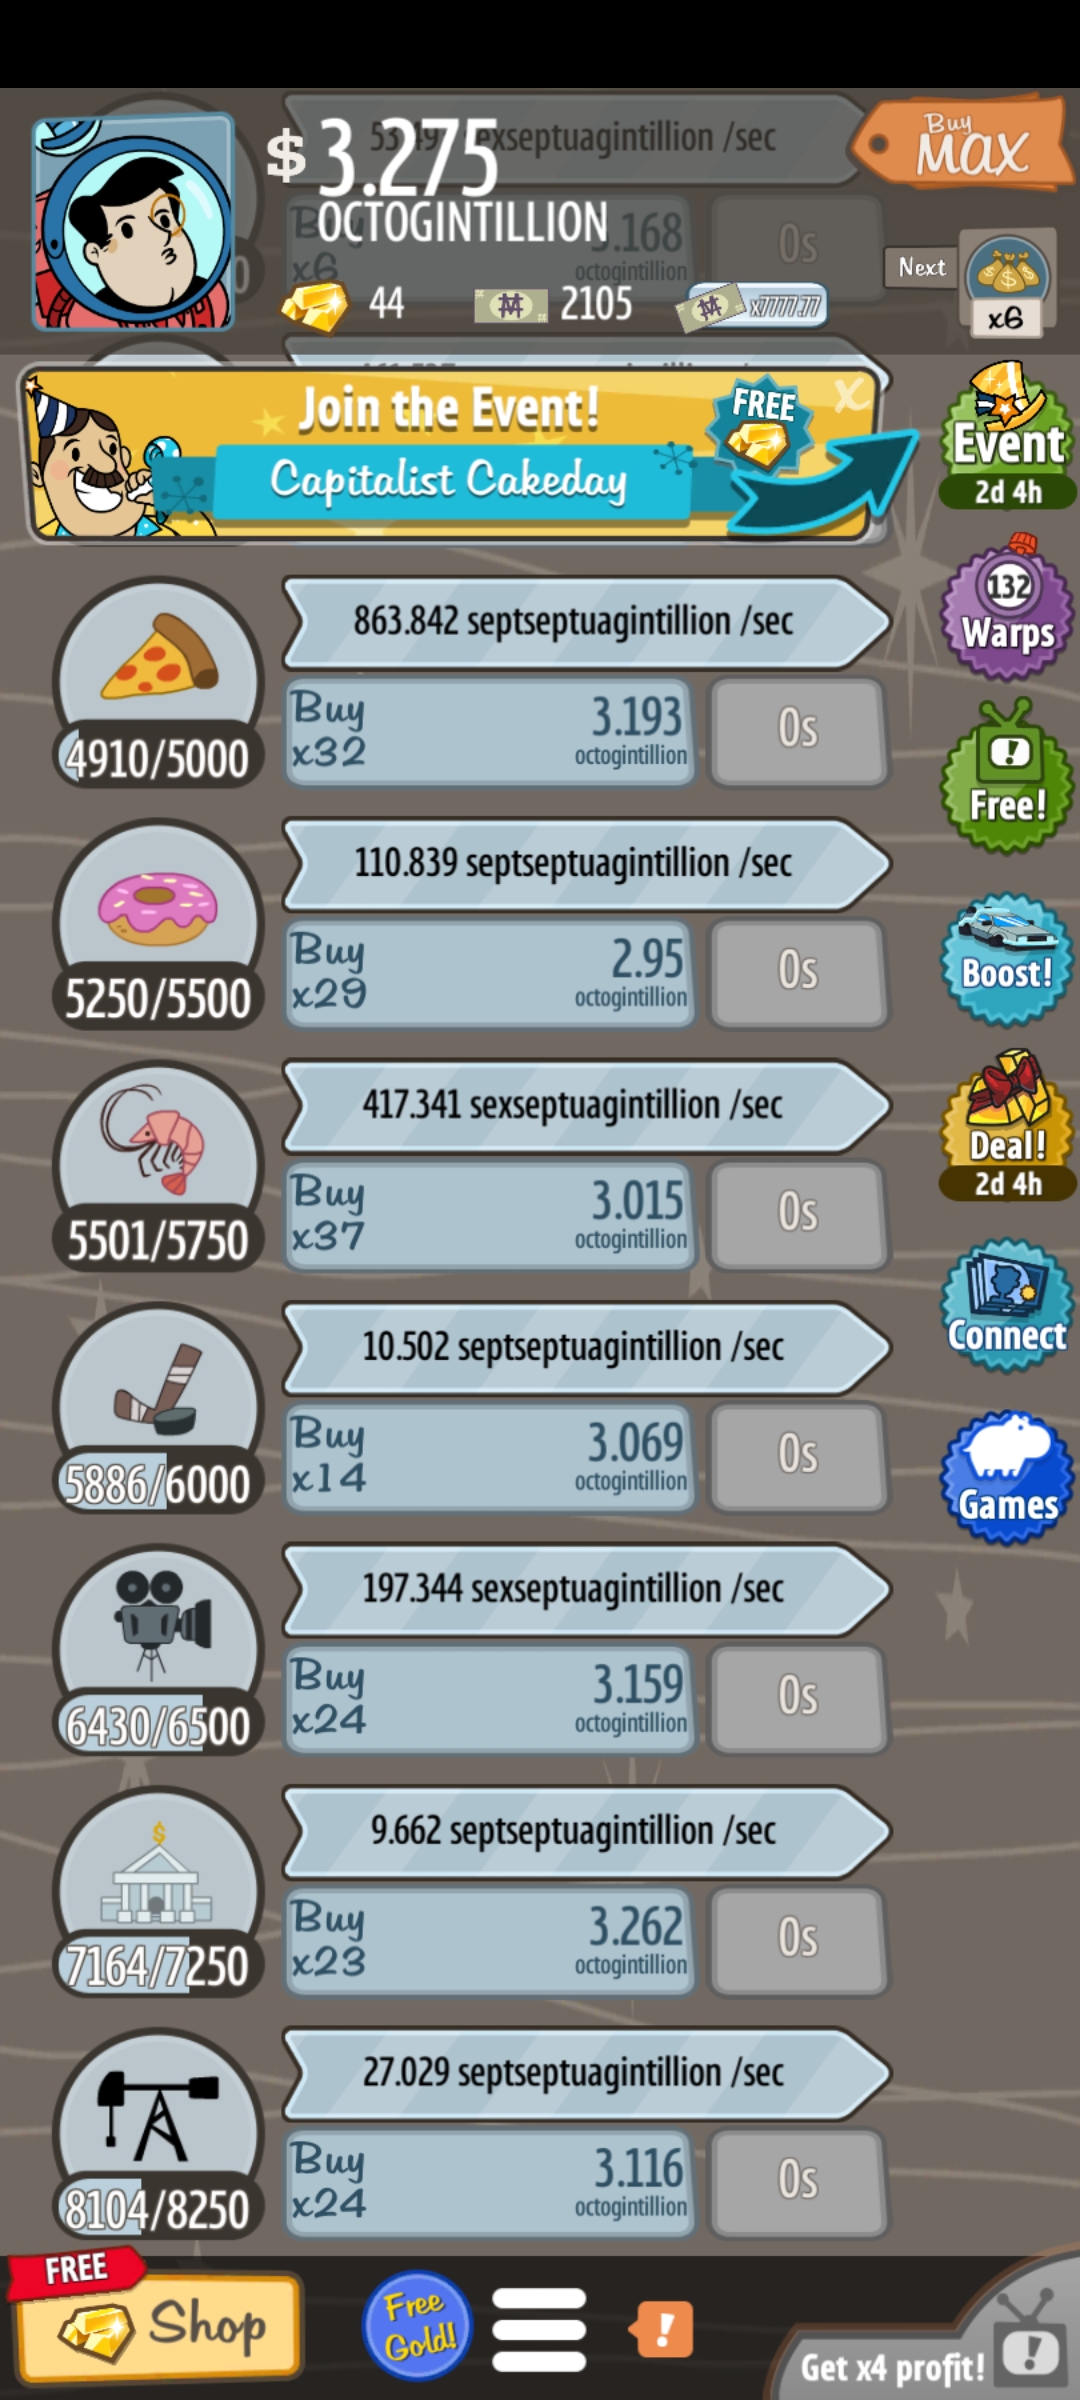 $ 3.275
OCTOGINTILLION
/sec
Buy
MAX
Buy
x6
3.168
octogintillion
0s
44
2105
x7777.77
Next
x6
Join the Event!
FREE
X
Capitalist Cakeday
Event
2d 4h
863.842 septseptuagintillion /sec
4910/5000
Buy
x32
3.193
octogintillion
0s
132
Warps
!
Free!
110.839 septseptuagintillion /sec
5250/5500
Buy
x29
2.95
octogintillion
0s
Boost!
417.341 sexseptuagintillion /sec
5501/5750
Buy
x37
3.015
octogintillion
0s
Deal!
2d 4h
10.502 septseptuagintillion /sec
5886/6000
Buy
x14
3.069
octogintillion
0s
Connect
Games
197.344 sexseptuagintillion /sec
6430/6500
Buy
x24
3.159
octogintillion
0s
9.662 septseptuagintillion /sec
$
7164/7250
Buy
x23
3.262
octogintillion
0s
27.029 septseptuagintillion /sec
8104/8250
Buy
x24
3.116
octogintillion
0s
FREE
Shop
Free
Gold!
!
Get x4 profit!
!